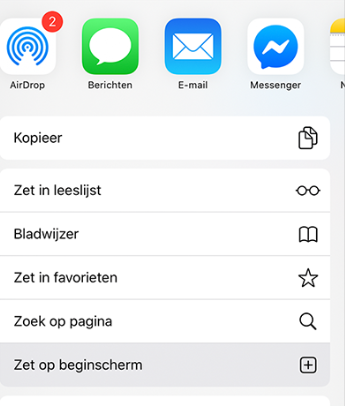 2
AirDrop
Berichten
E-mail
Messenger
N
Kopieer
Zet in leeslijst
Bladwijzer
Zet in favorieten
Zoek op pagina
Zet op beginscherm